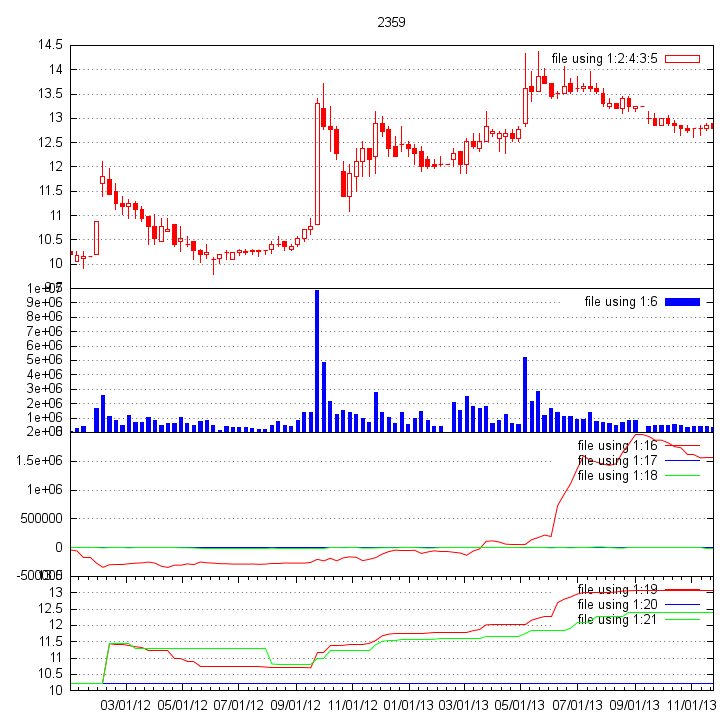 2359
14.5
file using 1:2:4:3:5
14
13.5
13
12.5
12
11.5
11
10.5
10
1e+07
file using 1:6
9e+06
8e+06
7e+06
6e+06
5e+06
4e+06
3e+06
2e+06
1e+06
file using 1:16
1.5e+06
file using 1:17
file using 1:18
1e+06
500000
0
-500000
13
file using 1:19
12.5
file using 1:20
12
file using 1:21
11.5
11
10.5
10
03/01/12 05/01/12 07/01/12 09/01/12 11/01/12 01/01/13 03/01/13 05/01/13 07/01/13 09/01/13 11/01/13